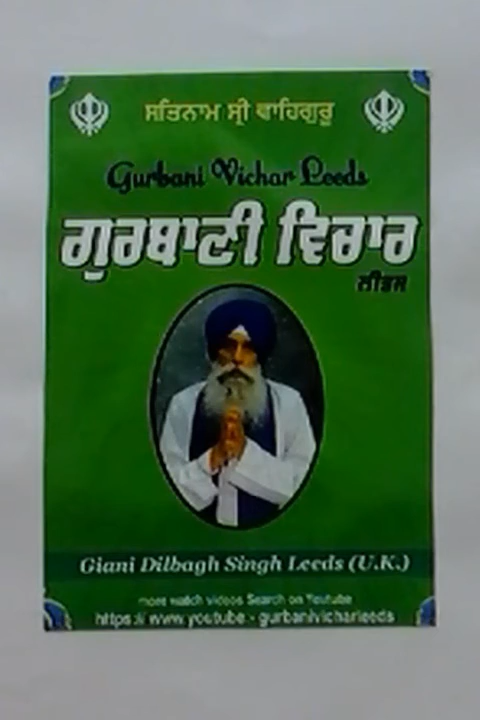 ਸਤਿਨਾਮ ਸ੍ਰੀ ਵਾਹਿਗੁਰੂ
Gurbani Vichar Leeds
ਗੁਰਬਾਣੀ ਵਿਚਾਰ
ਲੀਡਸ
Giani Dilbagh Singh Leeds (U.K.)
more watch videos Search on Youtube
https:// www.youtube - gurbanivicharleeds